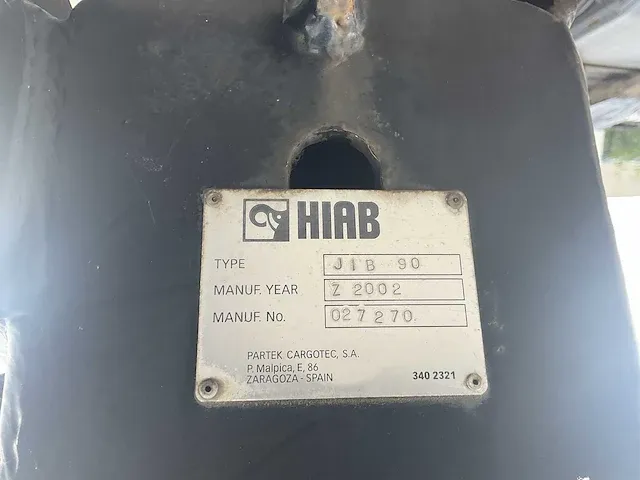 HIAB
TYPE JIB 90
MANUF. YEAR Z 2002
MANUF. No. 027270
PARTEK CARGOTEC, S.A.
P. Malpica, E, 86
ZARAGOZA - SPAIN 340 2321